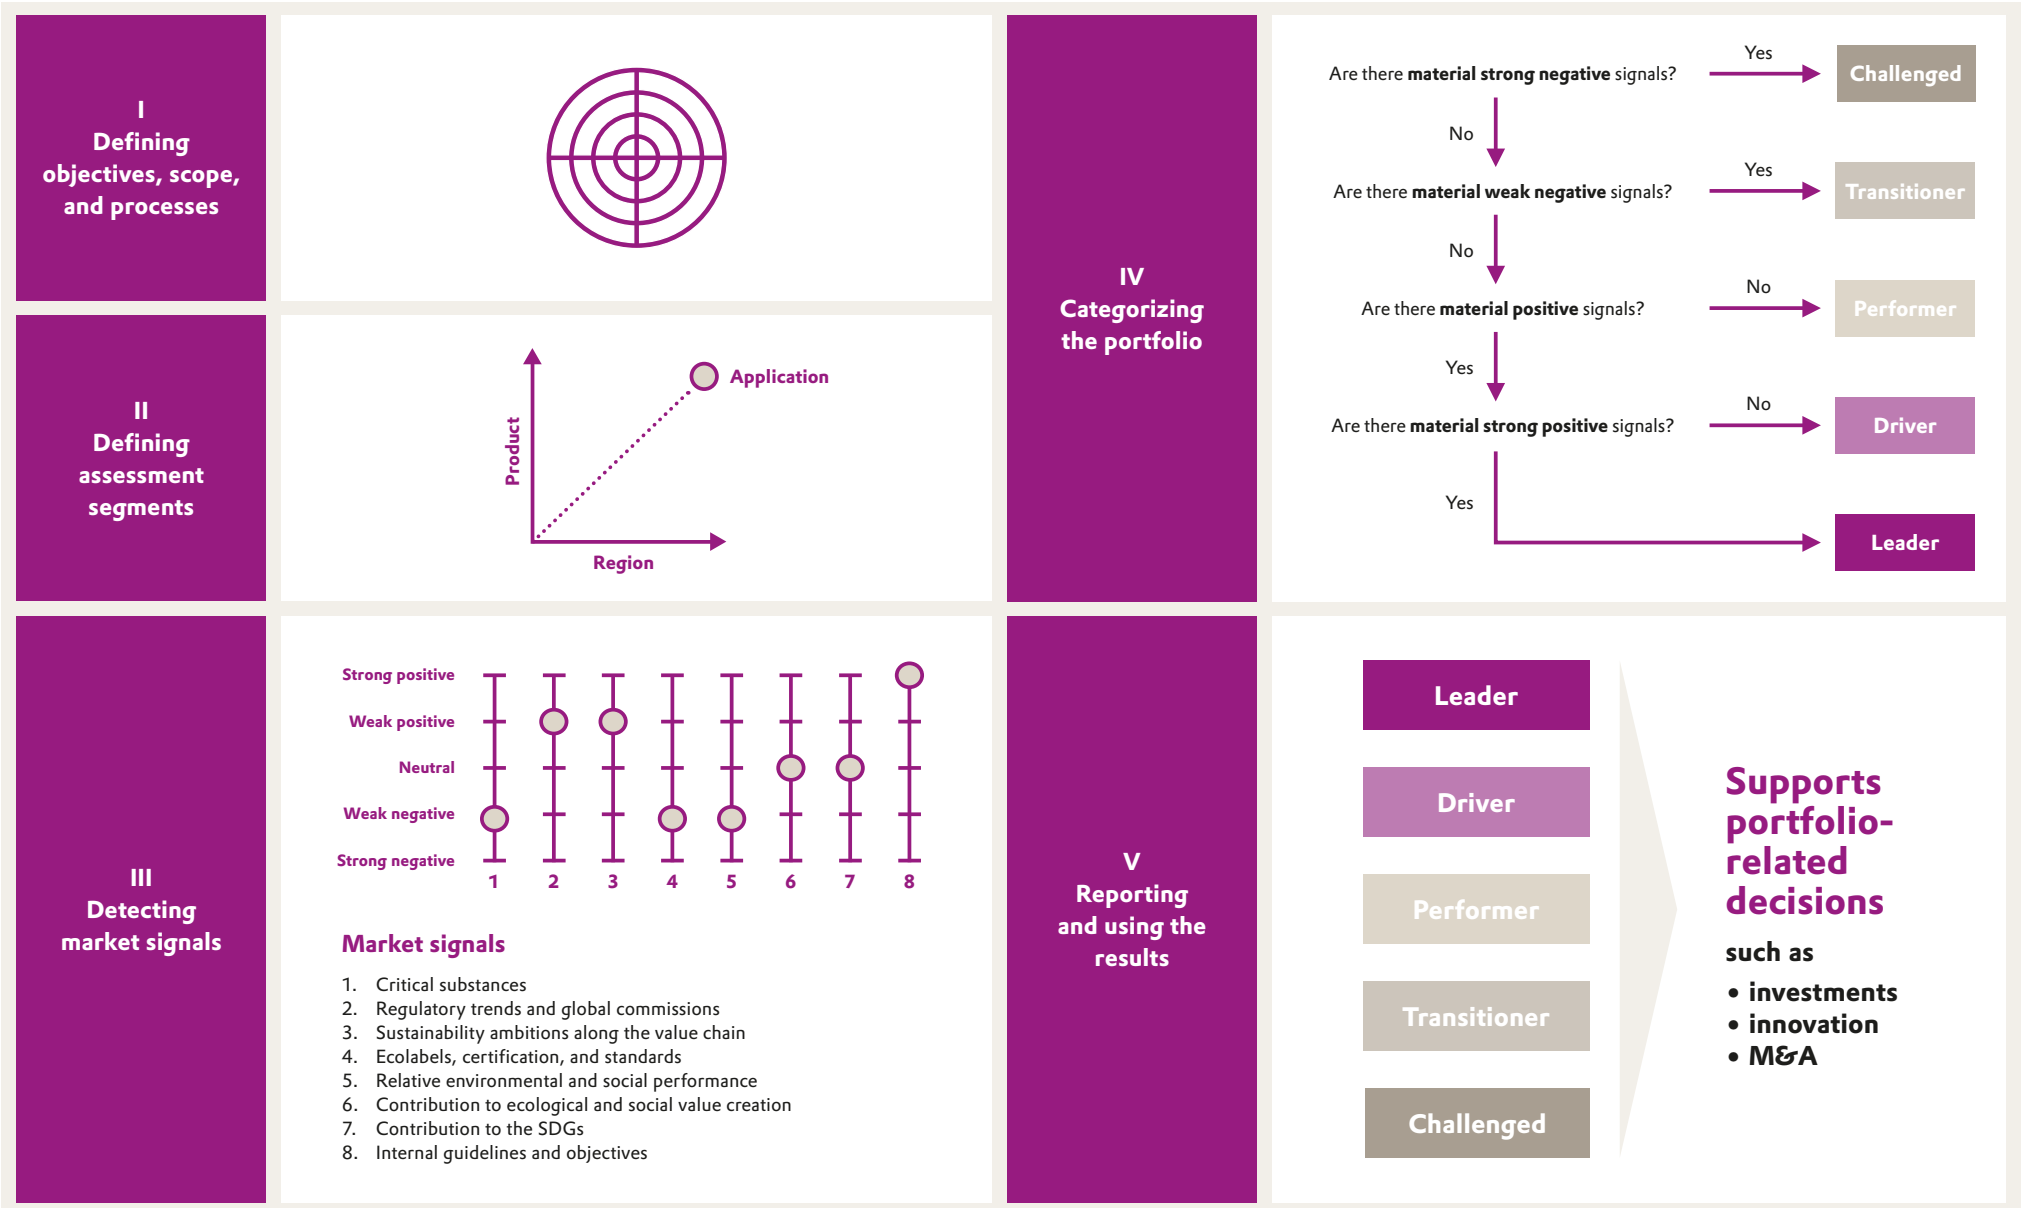 I
Defining
objectives, scope,
and processes
II
Defining
assessment
segments
Product
Application
Region
III
Detecting
market signals
Strong positive
Weak positive
Neutral
Weak negative
Strong negative
1 2 3 4 5 6 7 8
Market signals
1. Critical substances
2. Regulatory trends and global commissions
3. Sustainability ambitions along the value chain
4. Ecolabels, certification, and standards
5. Relative environmental and social performance
6. Contribution to ecological and social value creation
7. Contribution to the SDGs
8. Internal guidelines and objectives
IV
Categorizing
the portfolio
Are there material strong negative signals?
Yes
Challenged
No
Are there material weak negative signals?
Yes
Transitioner
No
Are there material positive signals?
No
Performer
Yes
Are there material strong positive signals?
No
Driver
Yes
Leader
V
Reporting
and using the
results
Leader
Driver
Performer
Transitioner
Challenged
Supports
portfolio-
related
decisions
such as
• investments
• innovation
• M&A